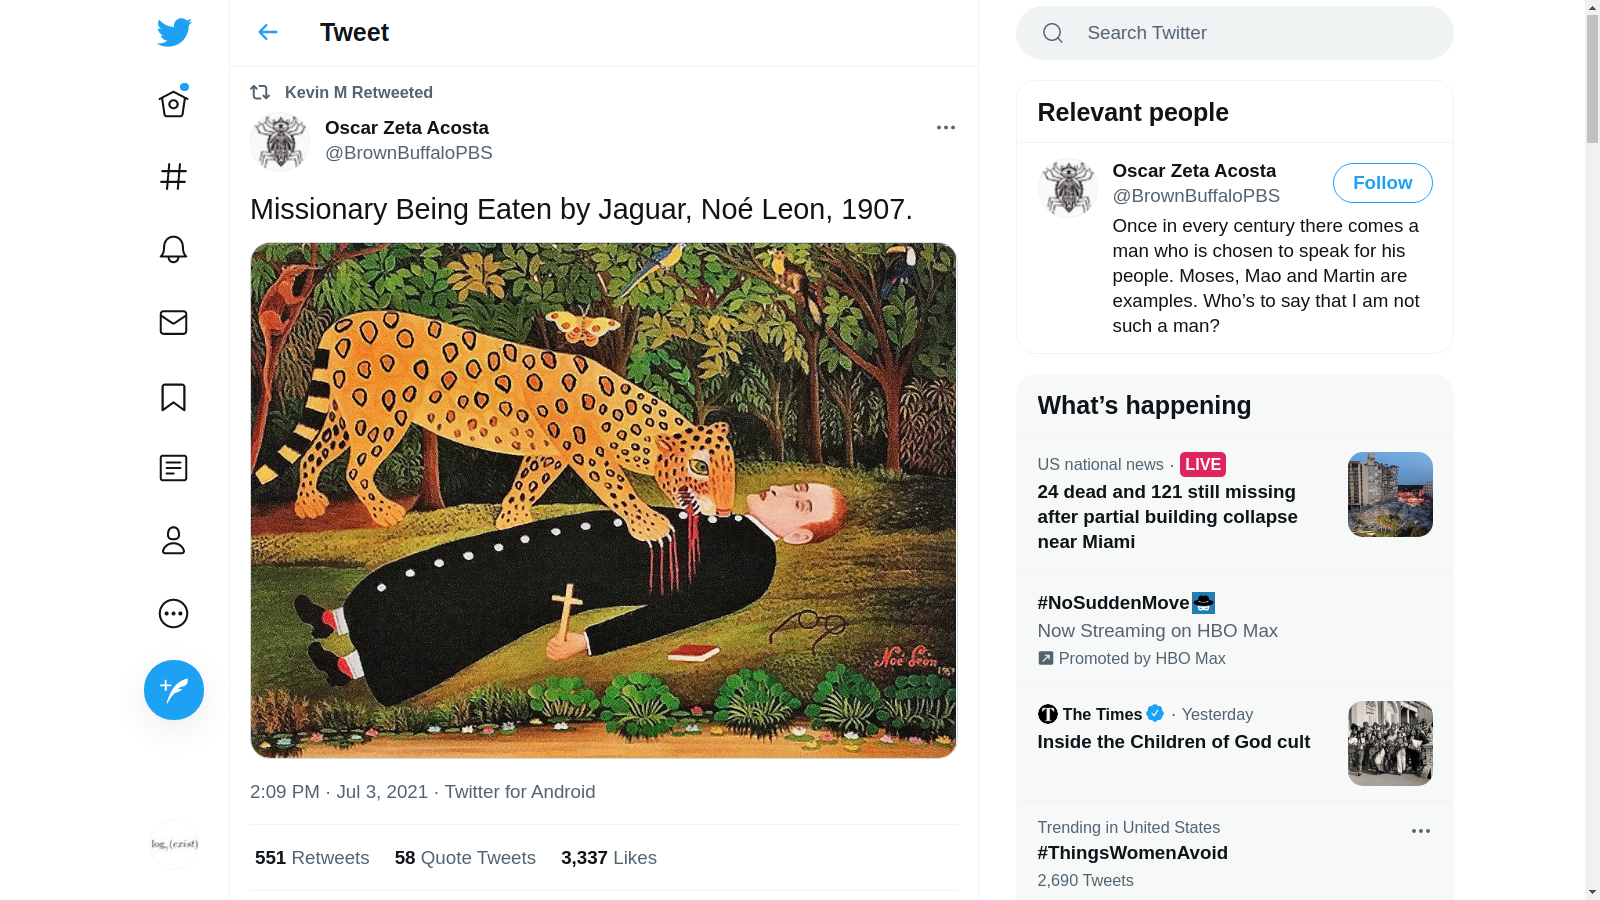 Tweet
Kevin M Retweeted
Oscar Zeta Acosta
@BrownBuffaloPBS
Missionary Being Eaten by Jaguar, Noé Leon, 1907.
Noé León
2:09 PM · Jul 3, 2021 · Twitter for Android
551 Retweets 58 Quote Tweets 3,337 Likes
log (exist)
Search Twitter
Relevant people
Oscar Zeta Acosta
@BrownBuffaloPBS
Follow
Once in every century there comes a
man who is chosen to speak for his
people. Moses, Mao and Martin are
examples. Who’s to say that I am not
such a man?
What’s happening
US national news · LIVE
24 dead and 121 still missing
after partial building collapse
near Miami
#NoSuddenMove
Now Streaming on HBO Max
Promoted by HBO Max
T The Times · Yesterday
Inside the Children of God cult
Trending in United States
#ThingsWomenAvoid
2,690 Tweets